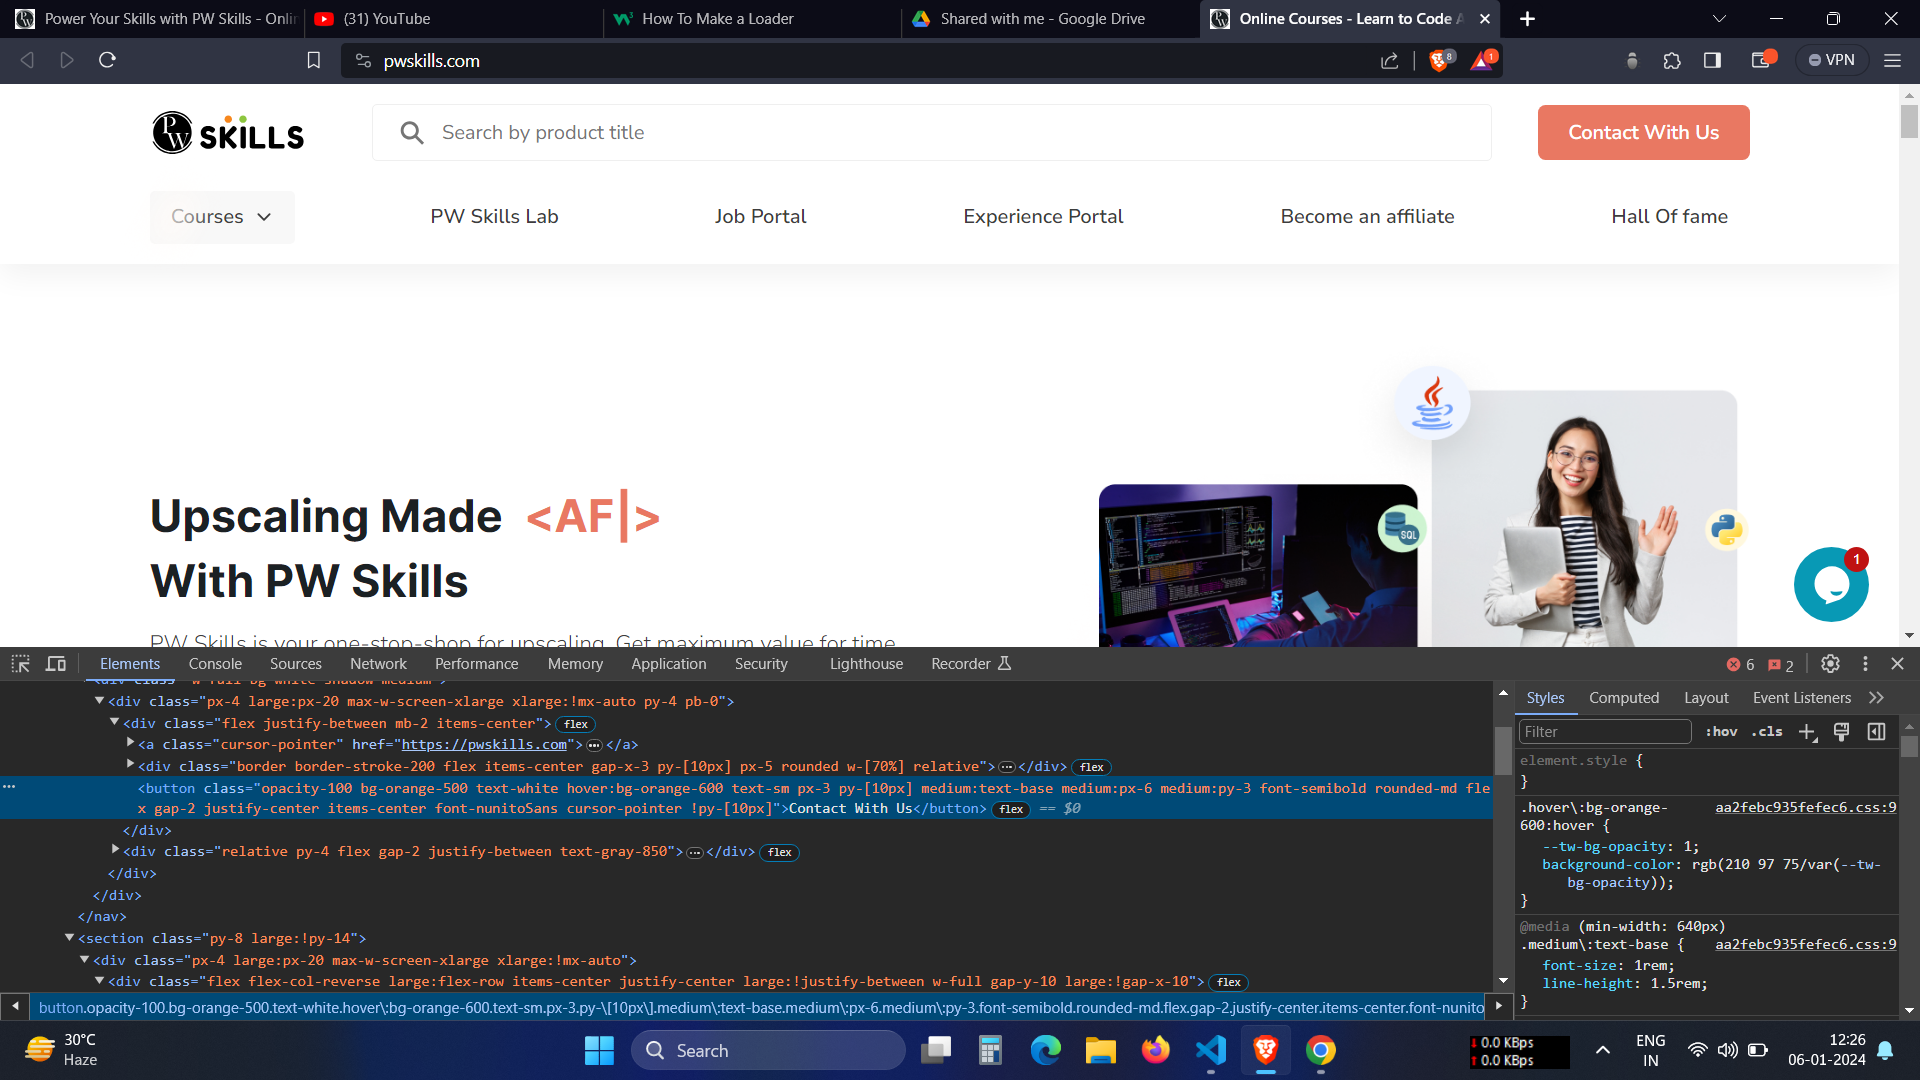 Power Your Skills with PW Skills - Onlin
(31) YouTube
How To Make a Loader
Shared with me - Google Drive
Online Courses - Learn to Code A
pwskills.com
8
1
VPN
PW SKILLS
Search by product title
Contact With Us
Courses
PW Skills Lab
Job Portal
Experience Portal
Become an affiliate
Hall Of fame
Upscaling Made <AF|>
With PW Skills
PW Skills is your one-stop-shop for upscaling. Get maximum value for time
SQL
1
Elements
Console
Sources
Network
Performance
Memory
Application
Security
Lighthouse
Recorder
6
2
<div class="w-full bg-white shadow-medium">
<div class="px-4 large:px-20 max-w-screen-xlarge xlarge:!mx-auto py-4 pb-0">
<div class="flex justify-between mb-2 items-center"> flex
<a class="cursor-pointer" href="https://pwskills.com">…</a>
<div class="border border-stroke-200 flex items-center gap-x-3 py-[10px] px-5 rounded w-[70%] relative">…</div> flex
<button class="opacity-100 bg-orange-500 text-white hover:bg-orange-600 text-sm px-3 py-[10px] medium:text-base medium:px-6 medium:py-3 font-semibold rounded-md fle
x gap-2 justify-center items-center font-nunitoSans cursor-pointer !py-[10px]">Contact With Us</button> flex == $0
</div>
<div class="relative py-4 flex gap-2 justify-between text-gray-850">…</div> flex
</div>
</div>
</nav>
<section class="py-8 large:!py-14">
<div class="px-4 large:px-20 max-w-screen-xlarge xlarge:!mx-auto">
<div class="flex flex-col-reverse large:flex-row items-center justify-center large:!justify-between w-full gap-y-10 large:!gap-x-10"> flex
button.opacity-100.bg-orange-500.text-white.hover\:bg-orange-600.text-sm.px-3.py-\[10px\].medium\:text-base.medium\:px-6.medium\:py-3.font-semibold.rounded-md.flex.gap-2.justify-center.items-center.font-nunito
Styles
Computed
Layout
Event Listeners
Filter
:hov
.cls
element.style {
}
.hover\:bg-orange- aa2febc935fefec6.css:9
600:hover {
--tw-bg-opacity: 1;
background-color: rgb(210 97 75/var(--tw-
bg-opacity));
}
@media (min-width: 640px)
.medium\:text-base { aa2febc935fefec6.css:9
font-size: 1rem;
line-height: 1.5rem;
}
30°C
Haze
Search
0.0 KBps
0.0 KBps
ENG
IN
12:26
06-01-2024